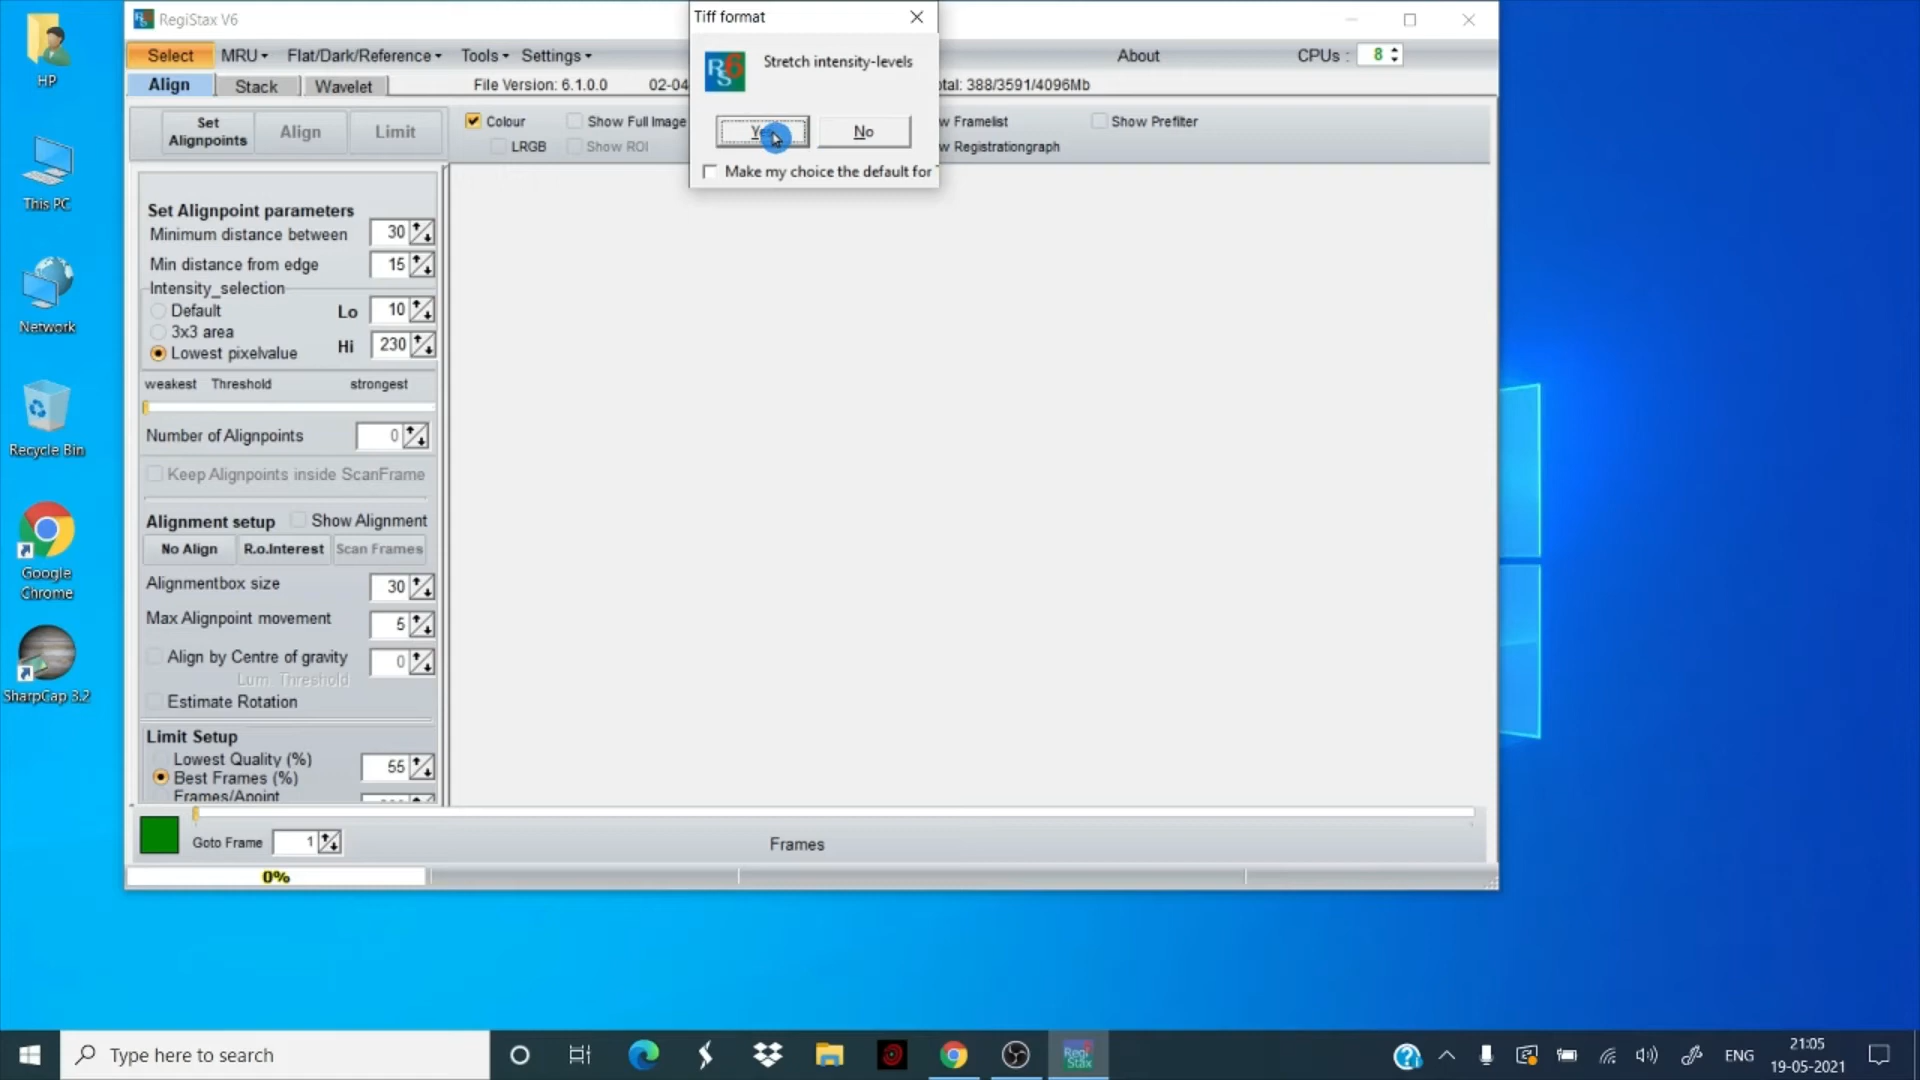 HP
This PC
Network
Recycle Bin
Google
Chrome
SharpCap 3.2
RegiStax V6
Select
MRU
Flat/Dark/Reference
Tools
Settings
About
CPUs :
8
Align
Stack
Wavelet
File Version: 6.1.0.0
02-04
tal: 388/3591/4096Mb
Tiff format
Stretch intensity-levels
No
Make my choice the default for
Set
Alignpoints
Align
Limit
Colour
Show Full Image
w Framelist
Show Prefilter
LRGB
Show ROI
w Registrationgraph
Set Alignpoint parameters
Minimum distance between
30
Min distance from edge
15
Intensity_selection
Default
Lo
10
3x3 area
Lowest pixelvalue
Hi
230
weakest Threshold strongest
Number of Alignpoints
0
Keep Alignpoints inside ScanFrame
Alignment setup
Show Alignment
No Align
R.o.Interest
Scan Frames
Alignmentbox size
30
Max Alignpoint movement
5
Align by Centre of gravity
0
Lum. Threshold
Estimate Rotation
Limit Setup
Lowest Quality (%)
Best Frames (%)
55
Frames/Apoint
Goto Frame
1
Frames
0%
Type here to search
Regi
Stax
ENG
21:05
19-05-2021